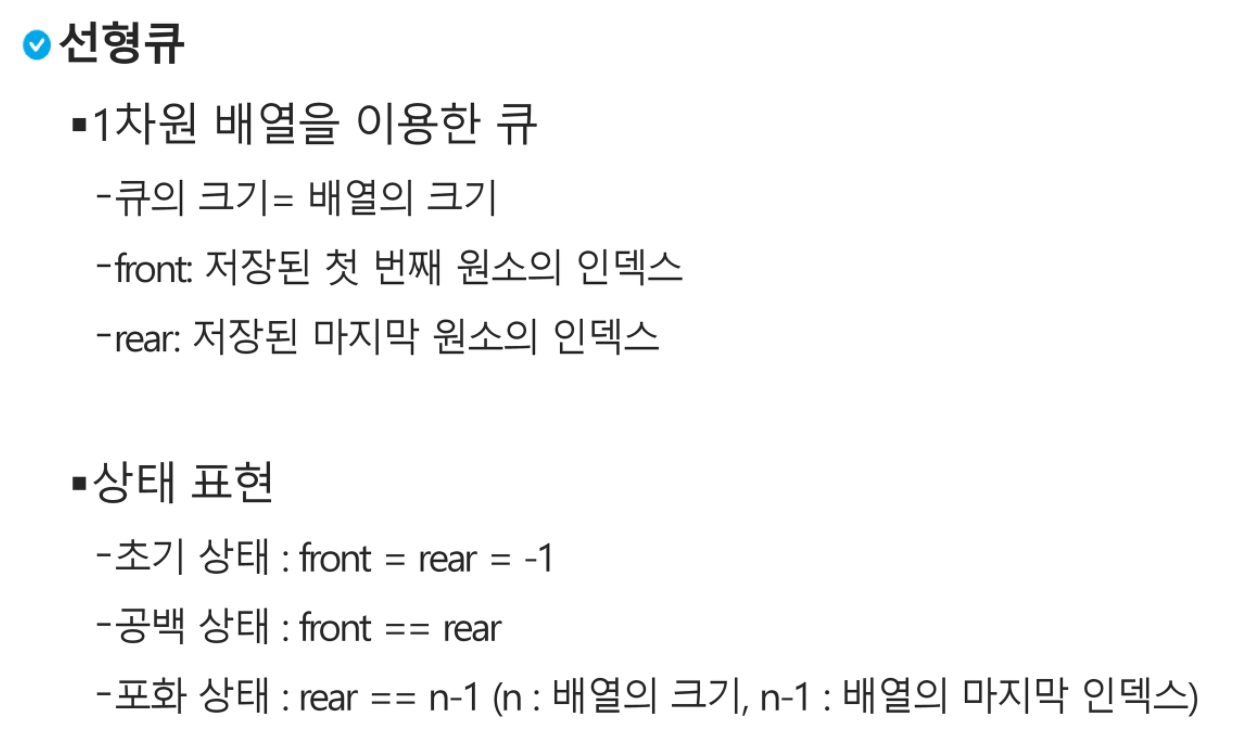 선형큐
▪1차원 배열을 이용한 큐
-큐의 크기= 배열의 크기
-front: 저장된 첫 번째 원소의 인덱스
-rear: 저장된 마지막 원소의 인덱스
▪상태 표현
-초기 상태 : front = rear = -1
-공백 상태 : front == rear
-포화 상태 : rear == n-1 (n : 배열의 크기, n-1 : 배열의 마지막 인덱스)